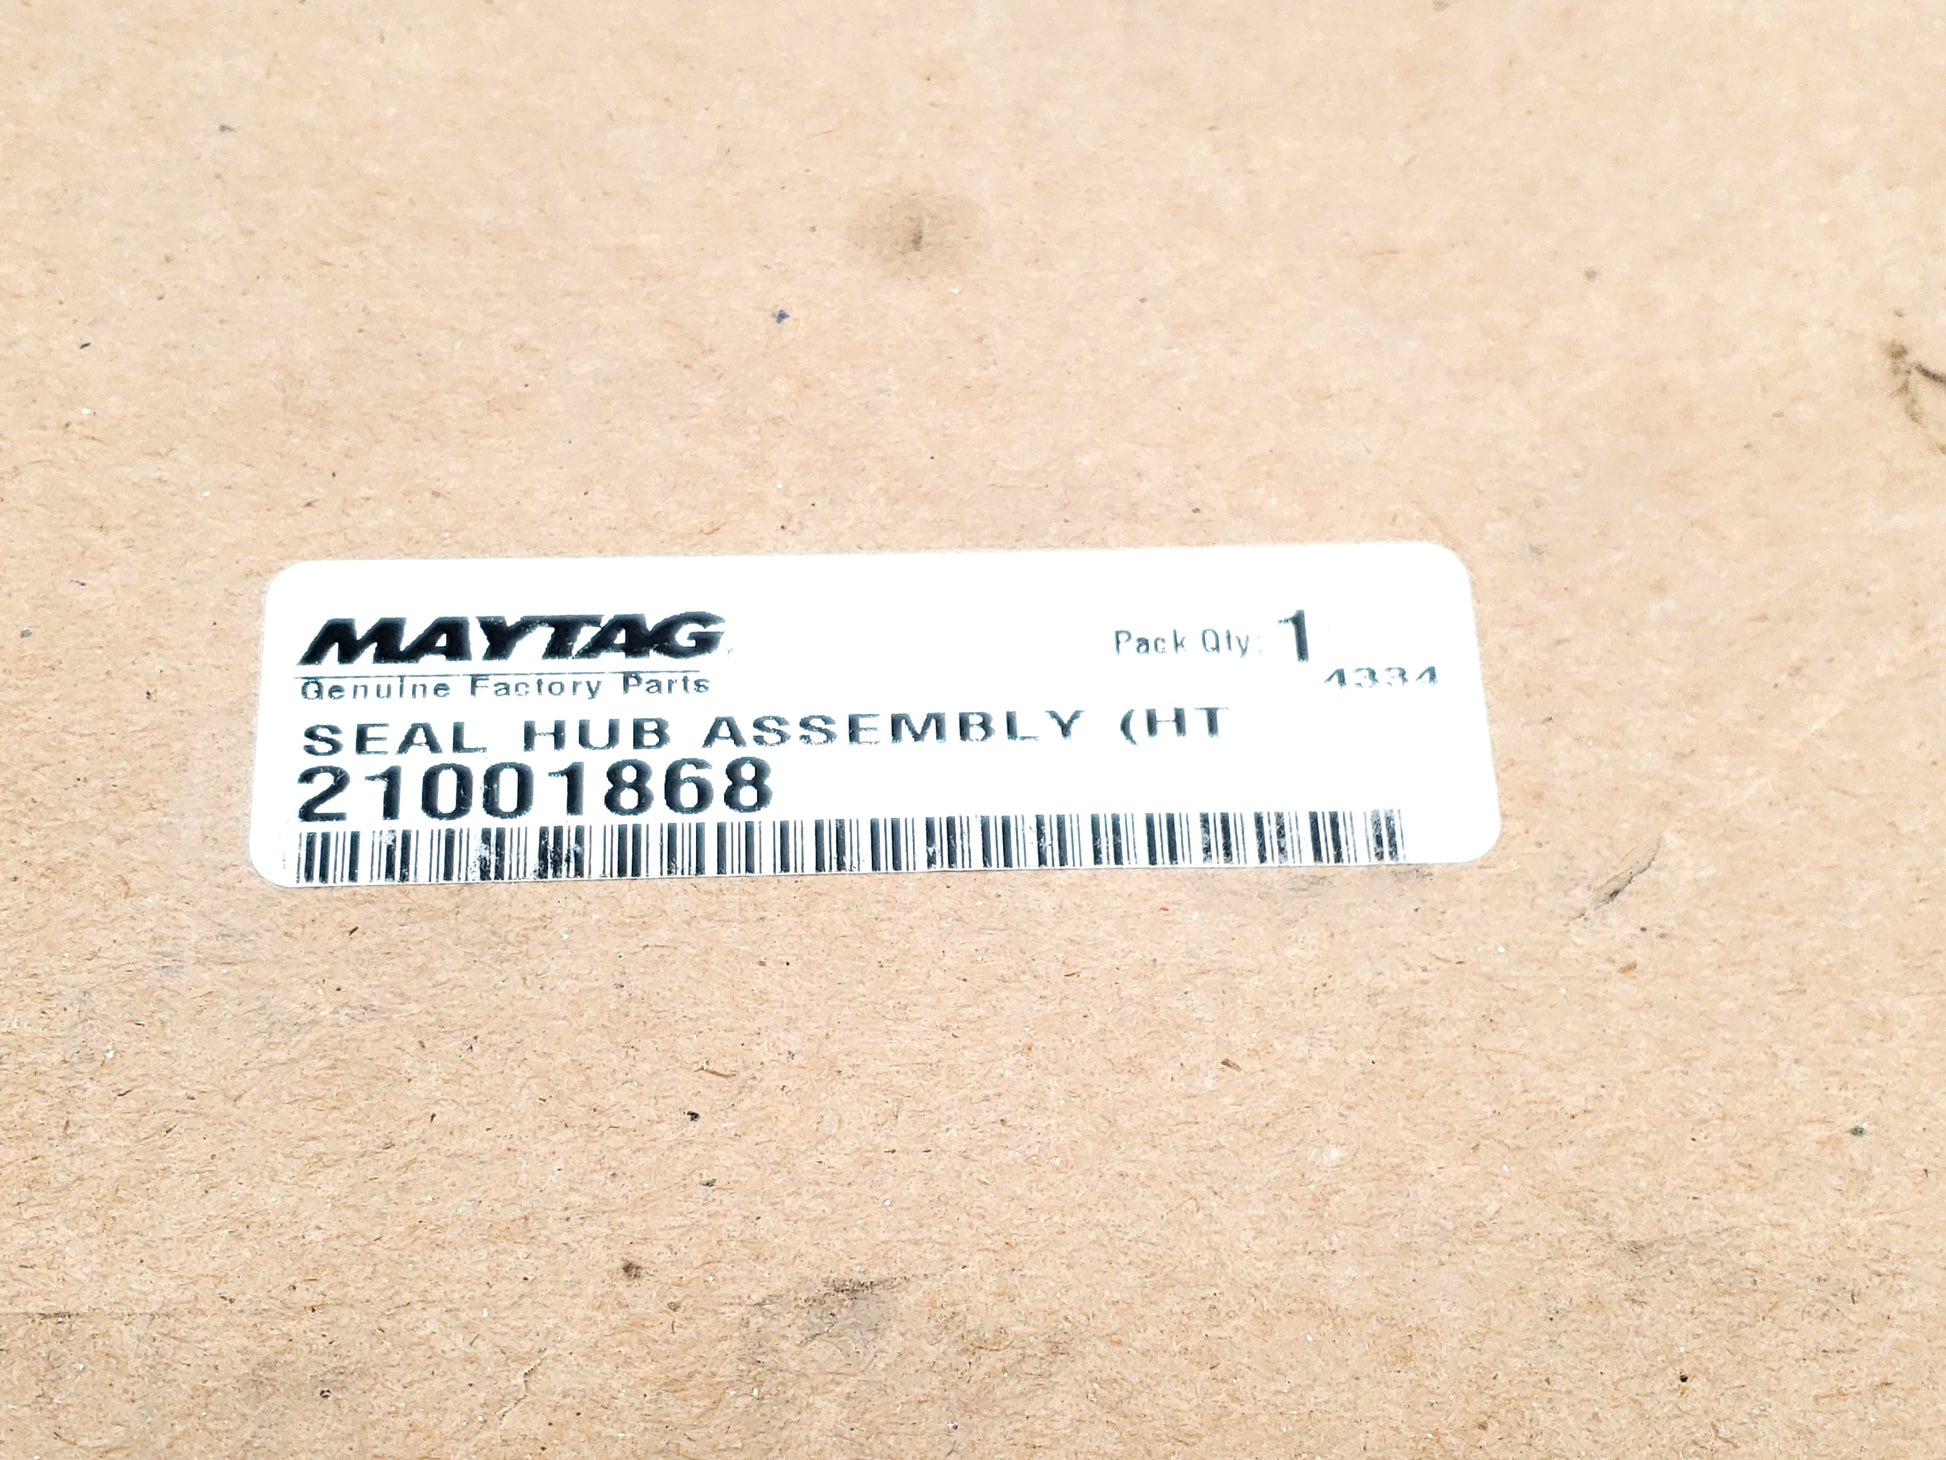 MAYTAG
Genuine Factory Parts
Pack Qty: 1
4334
SEAL HUB ASSEMBLY (HT
21001868